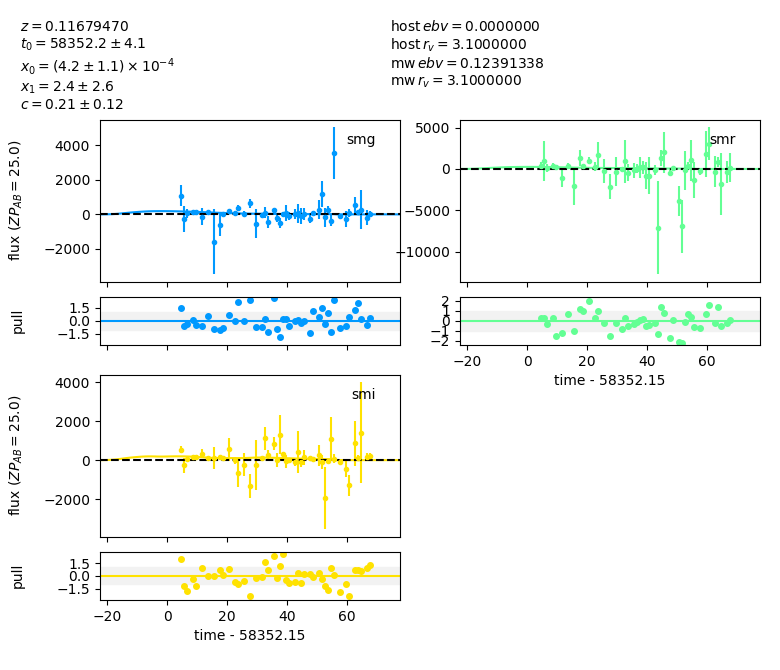 z = 0.11679470
t₀ = 58352.2 ± 4.1
x₀ = (4.2 ± 1.1) × 10⁻⁴
x₁ = 2.4 ± 2.6
c = 0.21 ± 0.12
host ebv = 0.0000000
host rᵥ = 3.1000000
mw ebv = 0.12391338
mw rᵥ = 3.1000000
smg
4000
2000
0
−2000
flux (ZP_AB = 25.0)
smr
5000
0
−5000
−10000
1.5
0.0
−1.5
pull
2
1
0
−1
−2
−20 0 20 40 60
time - 58352.15
smi
4000
2000
0
−2000
flux (ZP_AB = 25.0)
1.5
0.0
−1.5
pull
−20 0 20 40 60
time - 58352.15